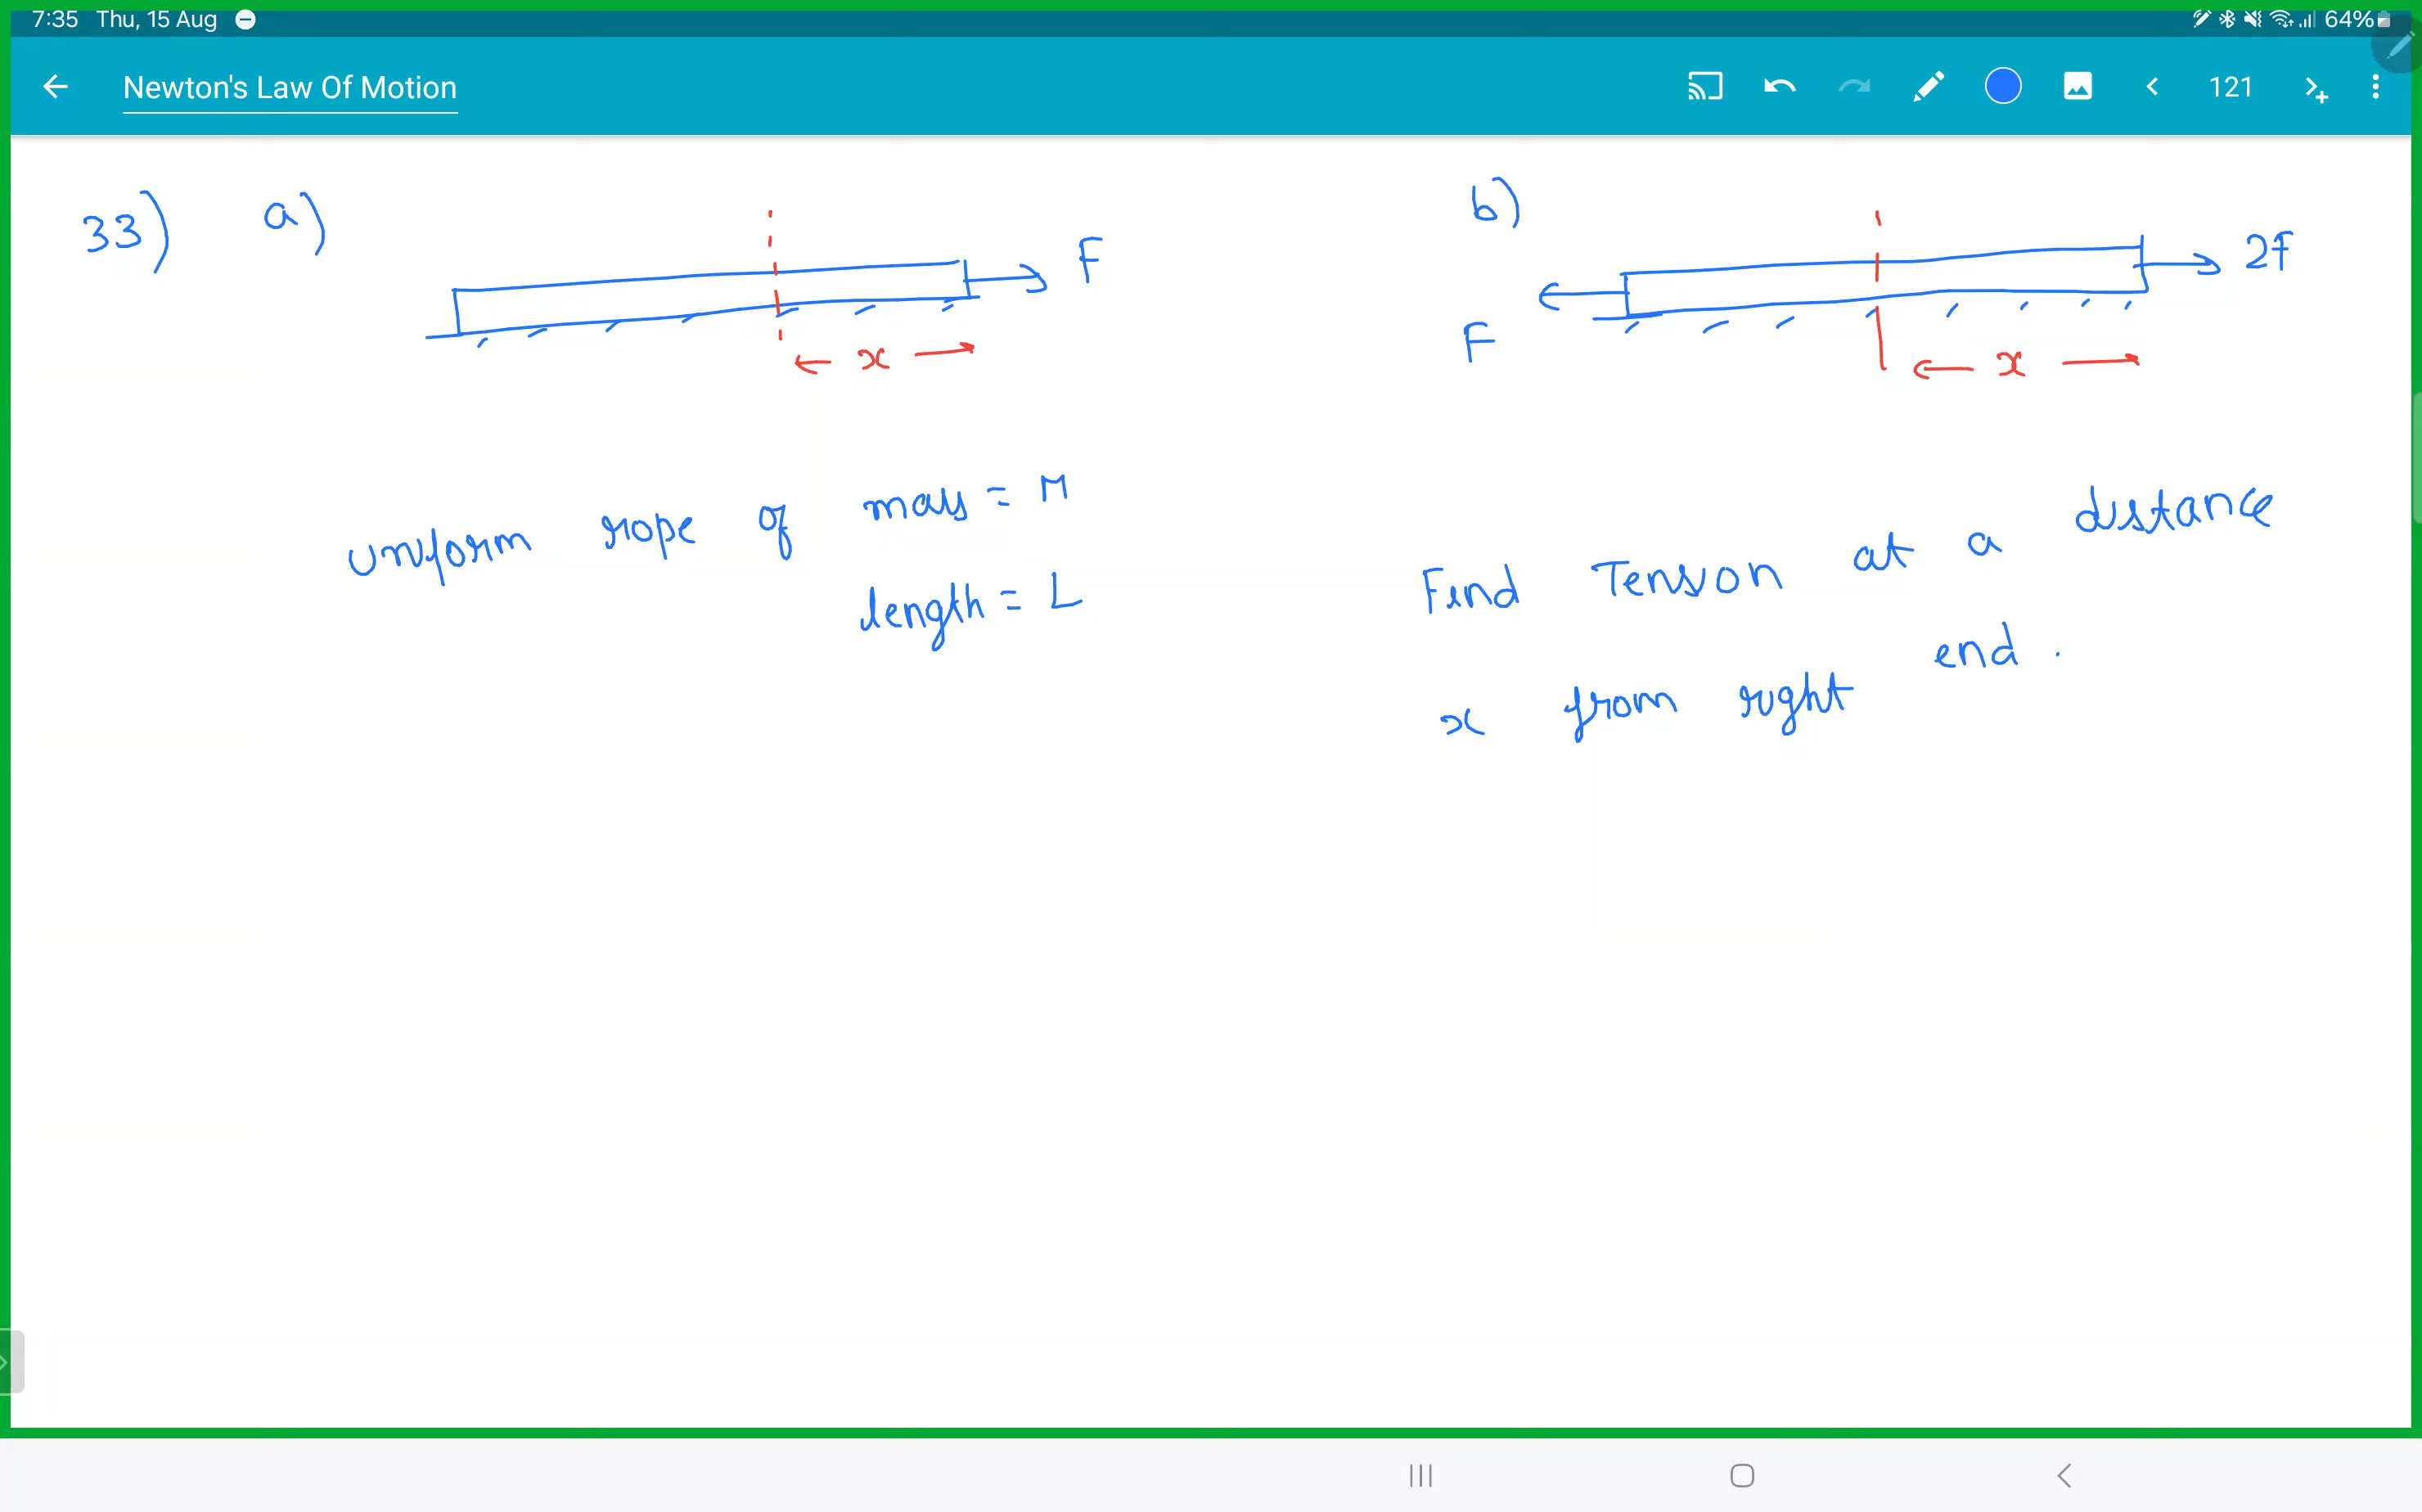 7:35 Thu, 15 Aug 64%
Newton's Law Of Motion 121
33) a) F
x
b) 2F
F
x
uniform rope of mass = M
length = L
Find Tension at a distance
x from right end.